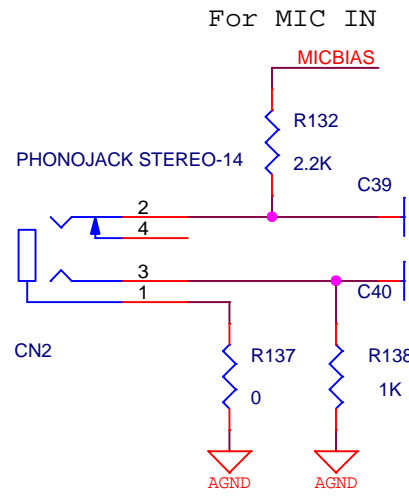 For MIC IN
MICBIAS
R132
PHONOJACK STEREO-14
2.2K
C39
2
4
3
C40
1
CN2
R137
R138
0
1K
AGND
AGND